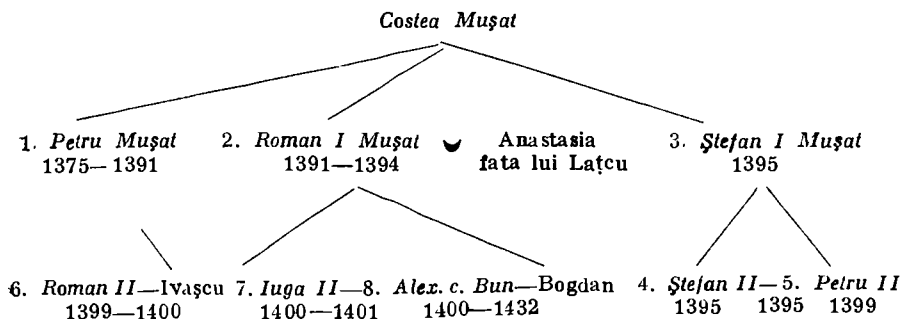 Costea Mușat
1. Petru Mușat 2. Roman I Mușat Anastasia 3. Ștefan I Mușat
1375—1391 1391—1394 fata lui Lațcu 1395
6. Roman II—Ivașcu 7. Iuga II—8. Alex. c. Bun—Bogdan 4. Ștefan II—5. Petru II
1399—1400 1400—1401 1400—1432 1395 1395 1399